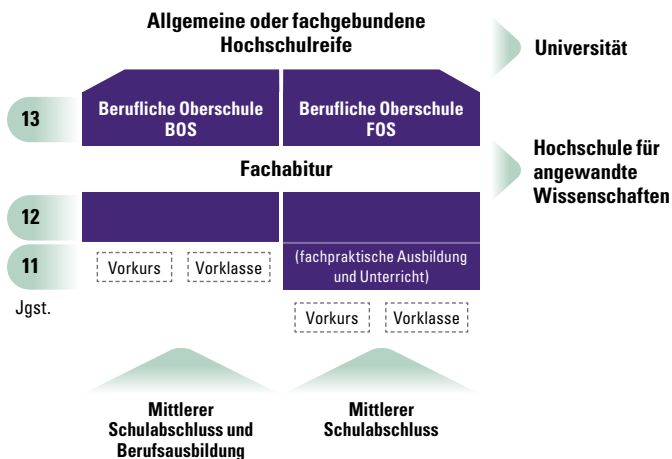 Allgemeine oder fachgebundene
Hochschulreife
Universität
13
Berufliche Oberschule
BOS
Berufliche Oberschule
FOS
Fachabitur
Hochschule für
angewandte
Wissenschaften
12
11
Vorkurs
Vorklasse
(fachpraktische Ausbildung
und Unterricht)
Jgst.
Vorkurs
Vorklasse
Mittlerer
Schulabschluss und
Berufsausbildung
Mittlerer
Schulabschluss